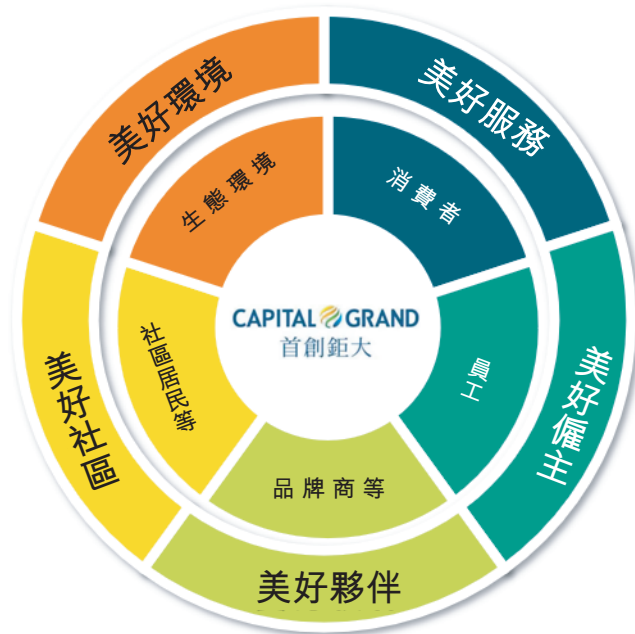 美好環境
美好服務
生態環境
消費者
CAPITAL GRAND
首創鉅大
社區居民等
員工
美好社區
美好僱主
品牌商等
美好夥伴